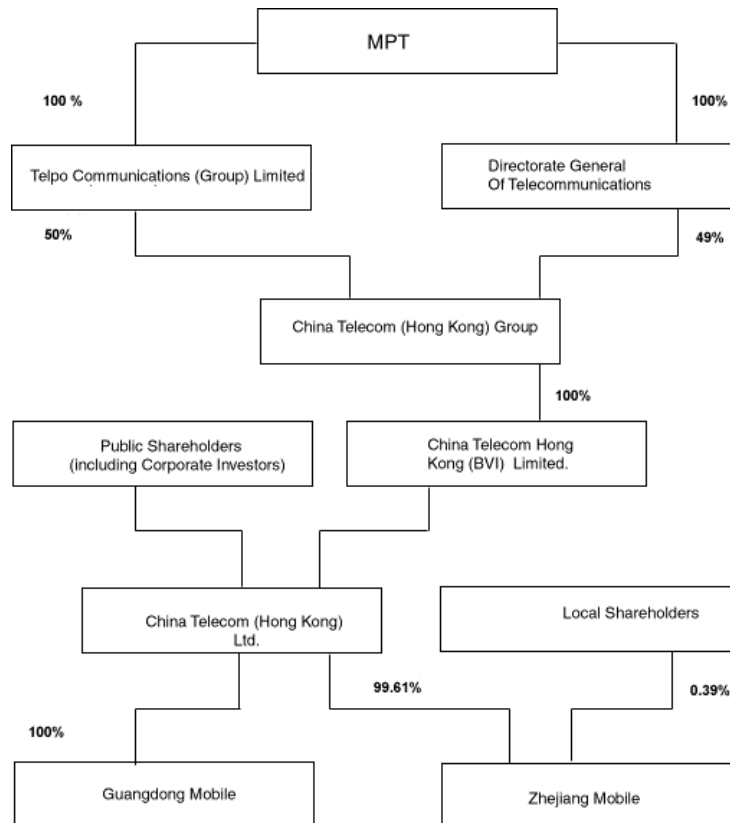 MPT
100 %
100%
Telpo Communications (Group) Limited
Directorate General
Of Telecommunications
50%
49%
China Telecom (Hong Kong) Group
100%
Public Shareholders
(including Corporate Investors)
China Telecom Hong
Kong (BVI) Limited.
China Telecom (Hong Kong)
Ltd.
Local Shareholders
99.61%
0.39%
100%
Guangdong Mobile
Zhejiang Mobile